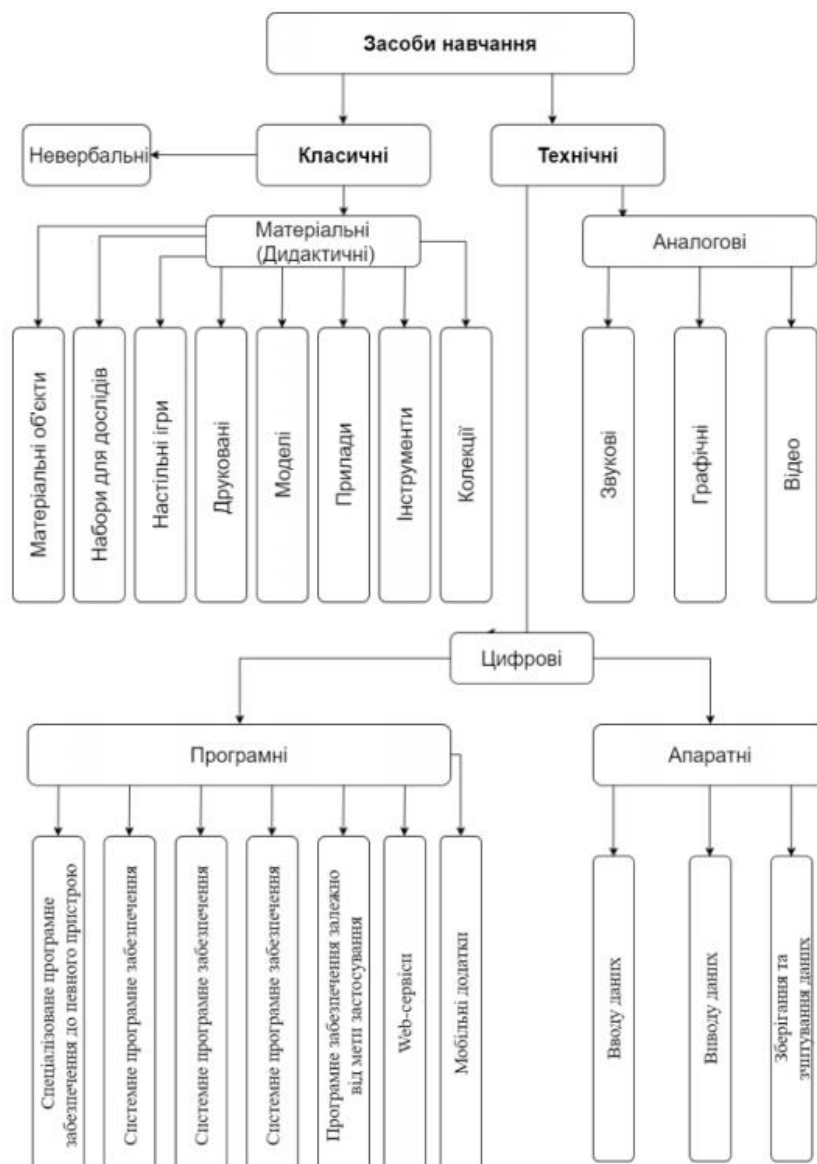 Засоби навчання
Невербальні
Класичні
Технічні
Матеріальні
(Дидактичні)
Аналогові
Матеріальні об'єкти
Набори для дослідів
Настільні ігри
Друковані
Моделі
Прилади
Інструменти
Колекції
Звукові
Графічні
Відео
Цифрові
Програмні
Апаратні
Спеціалізоване програмне
забезпечення до певного пристрою
Системне програмне забезпечення
Системне програмне забезпечення
Системне програмне забезпечення
Програмне забезпечення залежно
від мети застосування
Web-сервіси
Мобільні додатки
Вводу даних
Виводу даних
Зберігання та
зчитування даних